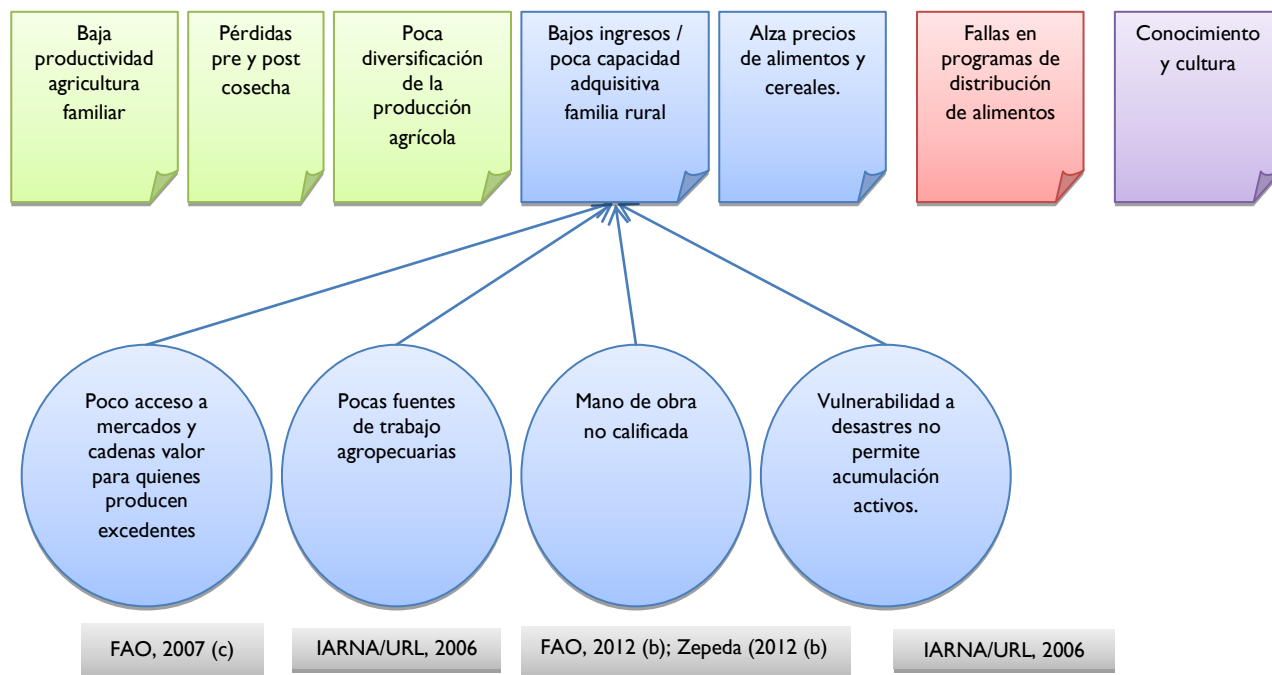 Baja
productividad
agricultura
familiar
Pérdidas
pre y post
cosecha
Poca
diversificación
de la
producción
agrícola
Bajos ingresos /
poca capacidad
adquisitiva
familia rural
Alza precios
de alimentos y
cereales.
Fallas en
programas de
distribución
de alimentos
Conocimiento
y cultura
Poco acceso a
mercados y
cadenas valor
para quienes
producen
excedentes
Pocas fuentes
de trabajo
agropecuarias
Mano de obra
no calificada
Vulnerabilidad a
desastres no
permite
acumulación
activos.
FAO, 2007 (c)
IARNA/URL, 2006
FAO, 2012 (b); Zepeda (2012 (b)
IARNA/URL, 2006